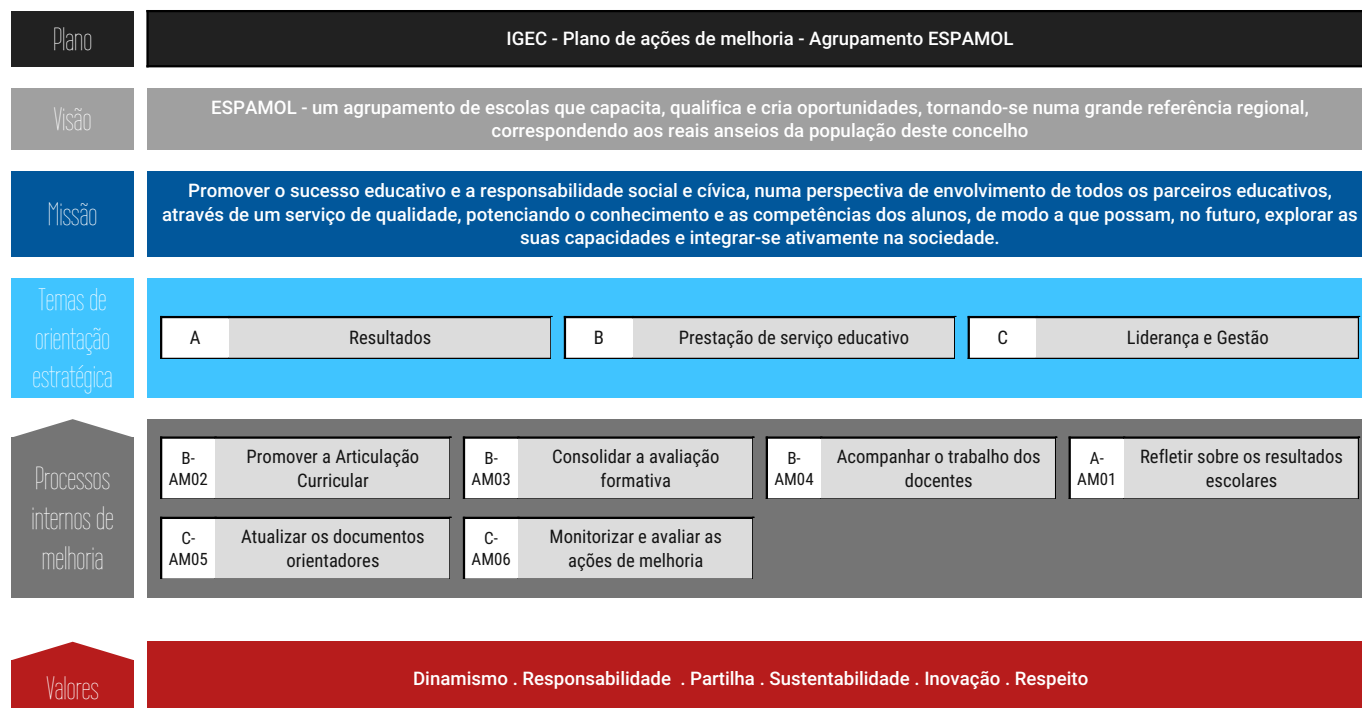 Plano
IGEC - Plano de ações de melhoria - Agrupamento ESPAMOL
Visão
ESPAMOL - um agrupamento de escolas que capacita, qualifica e cria oportunidades, tornando-se numa grande referência regional,
correspondendo aos reais anseios da população deste concelho
Missão
Promover o sucesso educativo e a responsabilidade social e cívica, numa perspectiva de envolvimento de todos os parceiros educativos,
através de um serviço de qualidade, potenciando o conhecimento e as competências dos alunos, de modo a que possam, no futuro, explorar as
suas capacidades e integrar-se ativamente na sociedade.
Temas de
orientação
estratégica
A
Resultados
B
Prestação de serviço educativo
C
Liderança e Gestão
Processos
internos de
melhoria
B-
AM02
Promover a Articulação
Curricular
B-
AM03
Consolidar a avaliação
formativa
B-
AM04
Acompanhar o trabalho dos
docentes
A-
AM01
Refletir sobre os resultados
escolares
C-
AM05
Atualizar os documentos
orientadores
C-
AM06
Monitorizar e avaliar as
ações de melhoria
Valores
Dinamismo . Responsabilidade . Partilha . Sustentabilidade . Inovação . Respeito